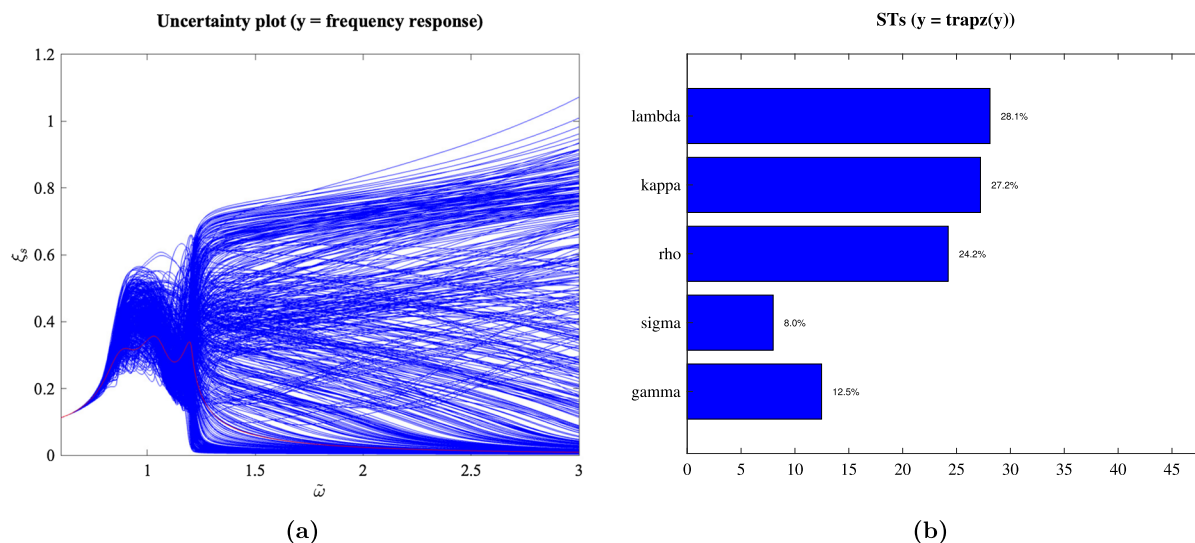 Uncertainty plot (y = frequency response)
1.2
1
0.8
0.6
0.4
0.2
0
ξₛ
1
1.5
2
2.5
3
ω̃
(a)
STs (y = trapz(y))
lambda
28.1%
kappa
27.2%
rho
24.2%
sigma
8.0%
gamma
12.5%
0
5
10
15
20
25
30
35
40
45
(b)